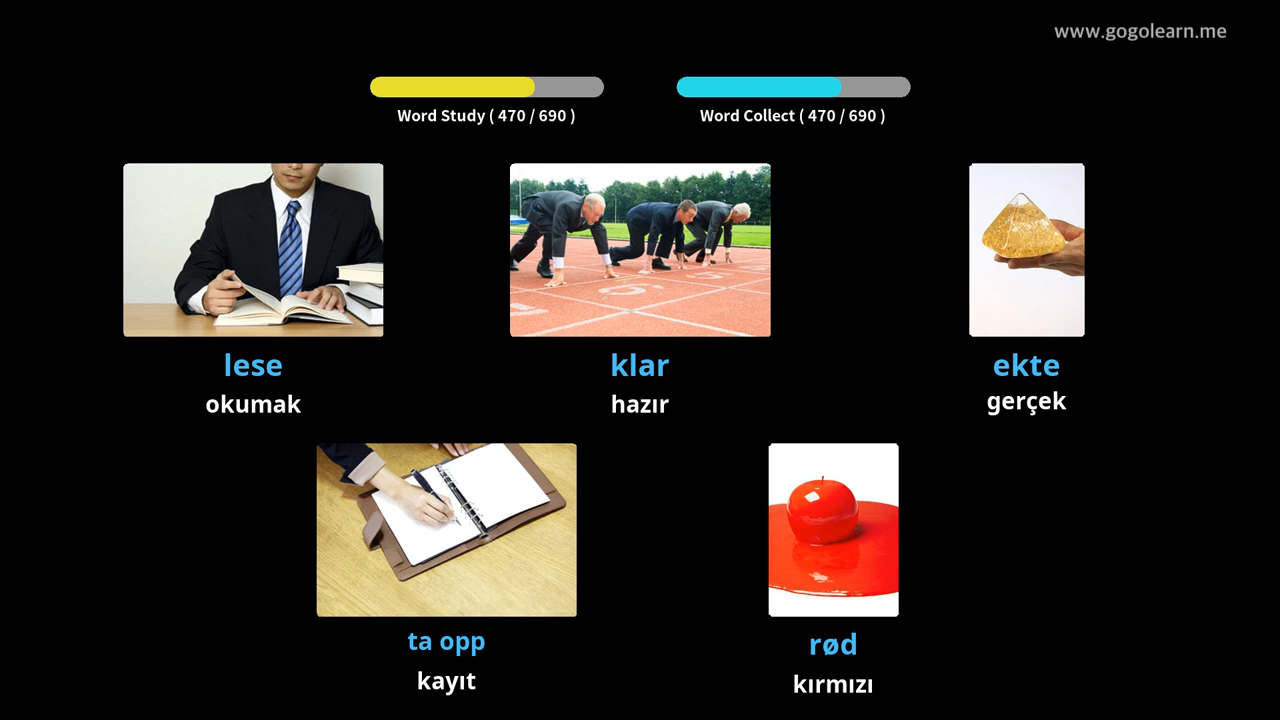 www.gogolearn.me
Word Study ( 470 / 690 )
Word Collect ( 470 / 690 )
lese
okumak
klar
hazır
ekte
gerçek
ta opp
kayıt
rød
kırmızı